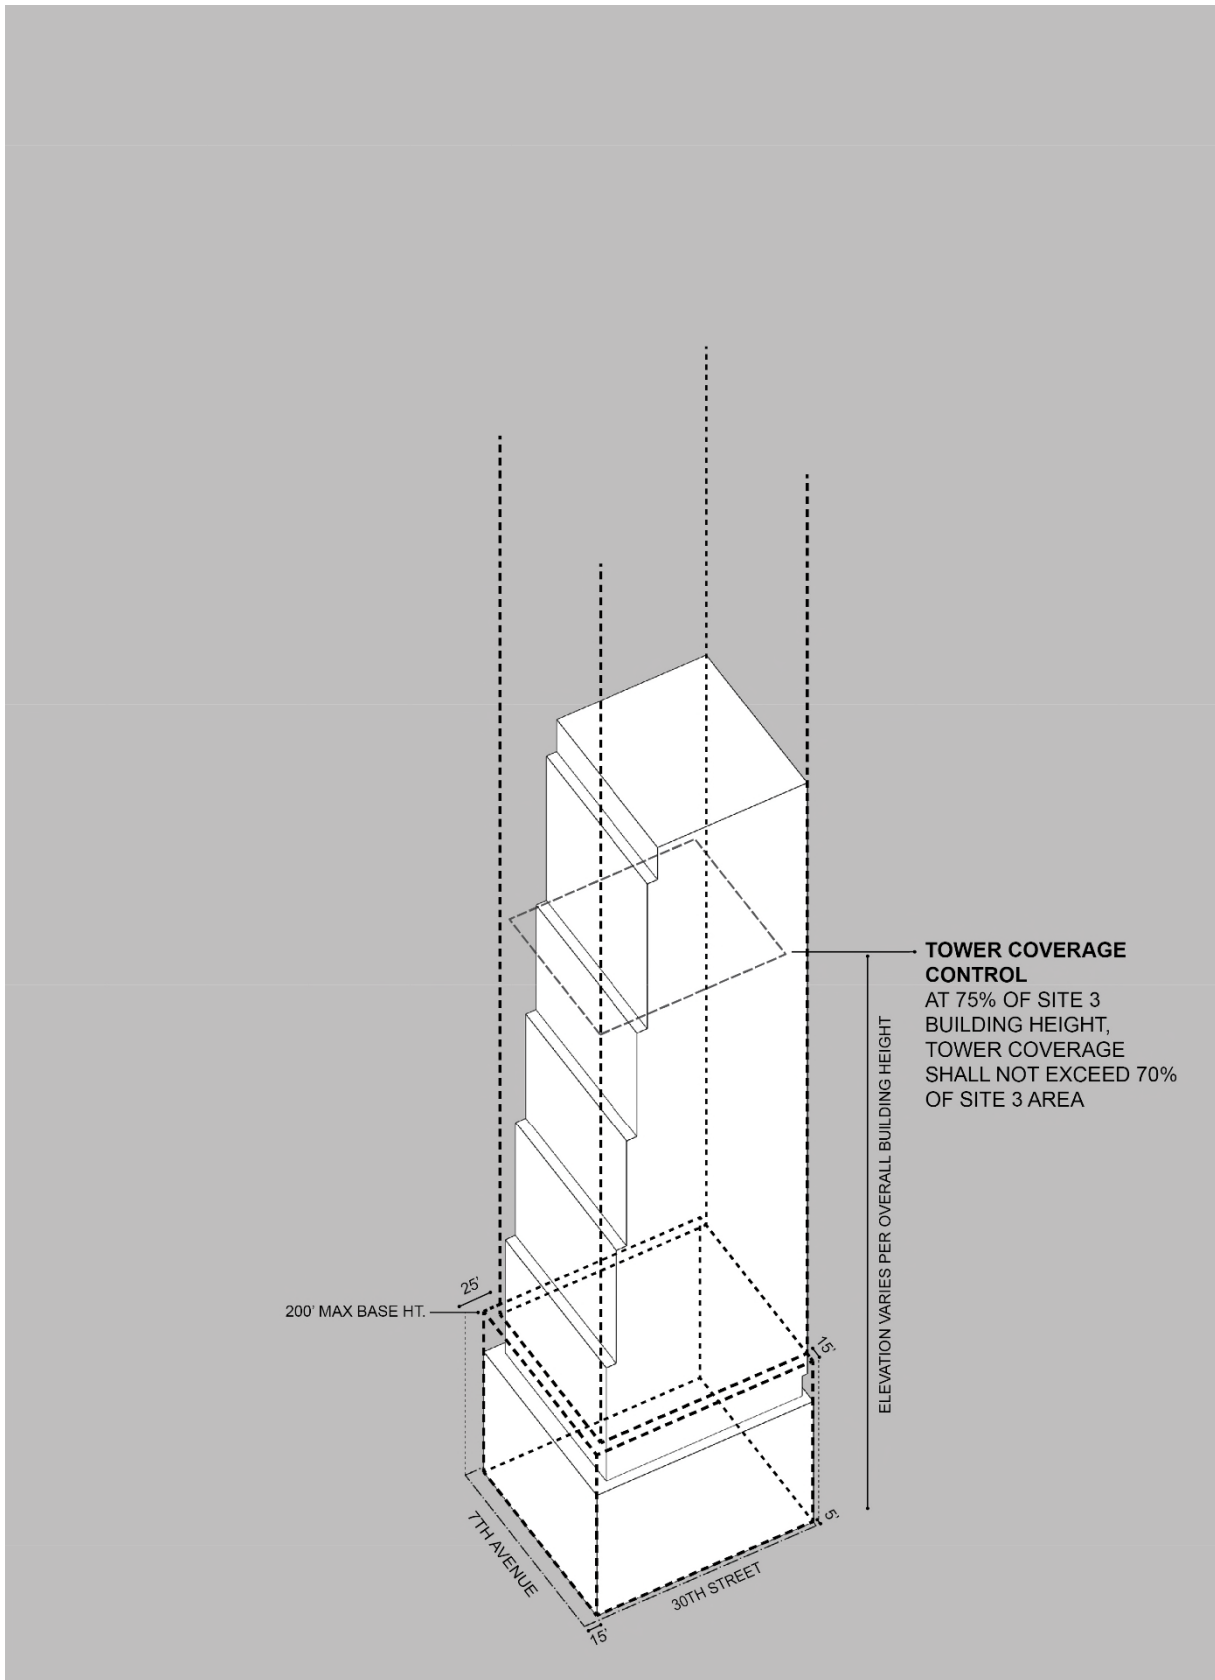 TOWER COVERAGE
CONTROL
AT 75% OF SITE 3
BUILDING HEIGHT,
TOWER COVERAGE
SHALL NOT EXCEED 70%
OF SITE 3 AREA
ELEVATION VARIES PER OVERALL BUILDING HEIGHT
25'
200' MAX BASE HT.
15'
5'
7TH AVENUE
30TH STREET
15'